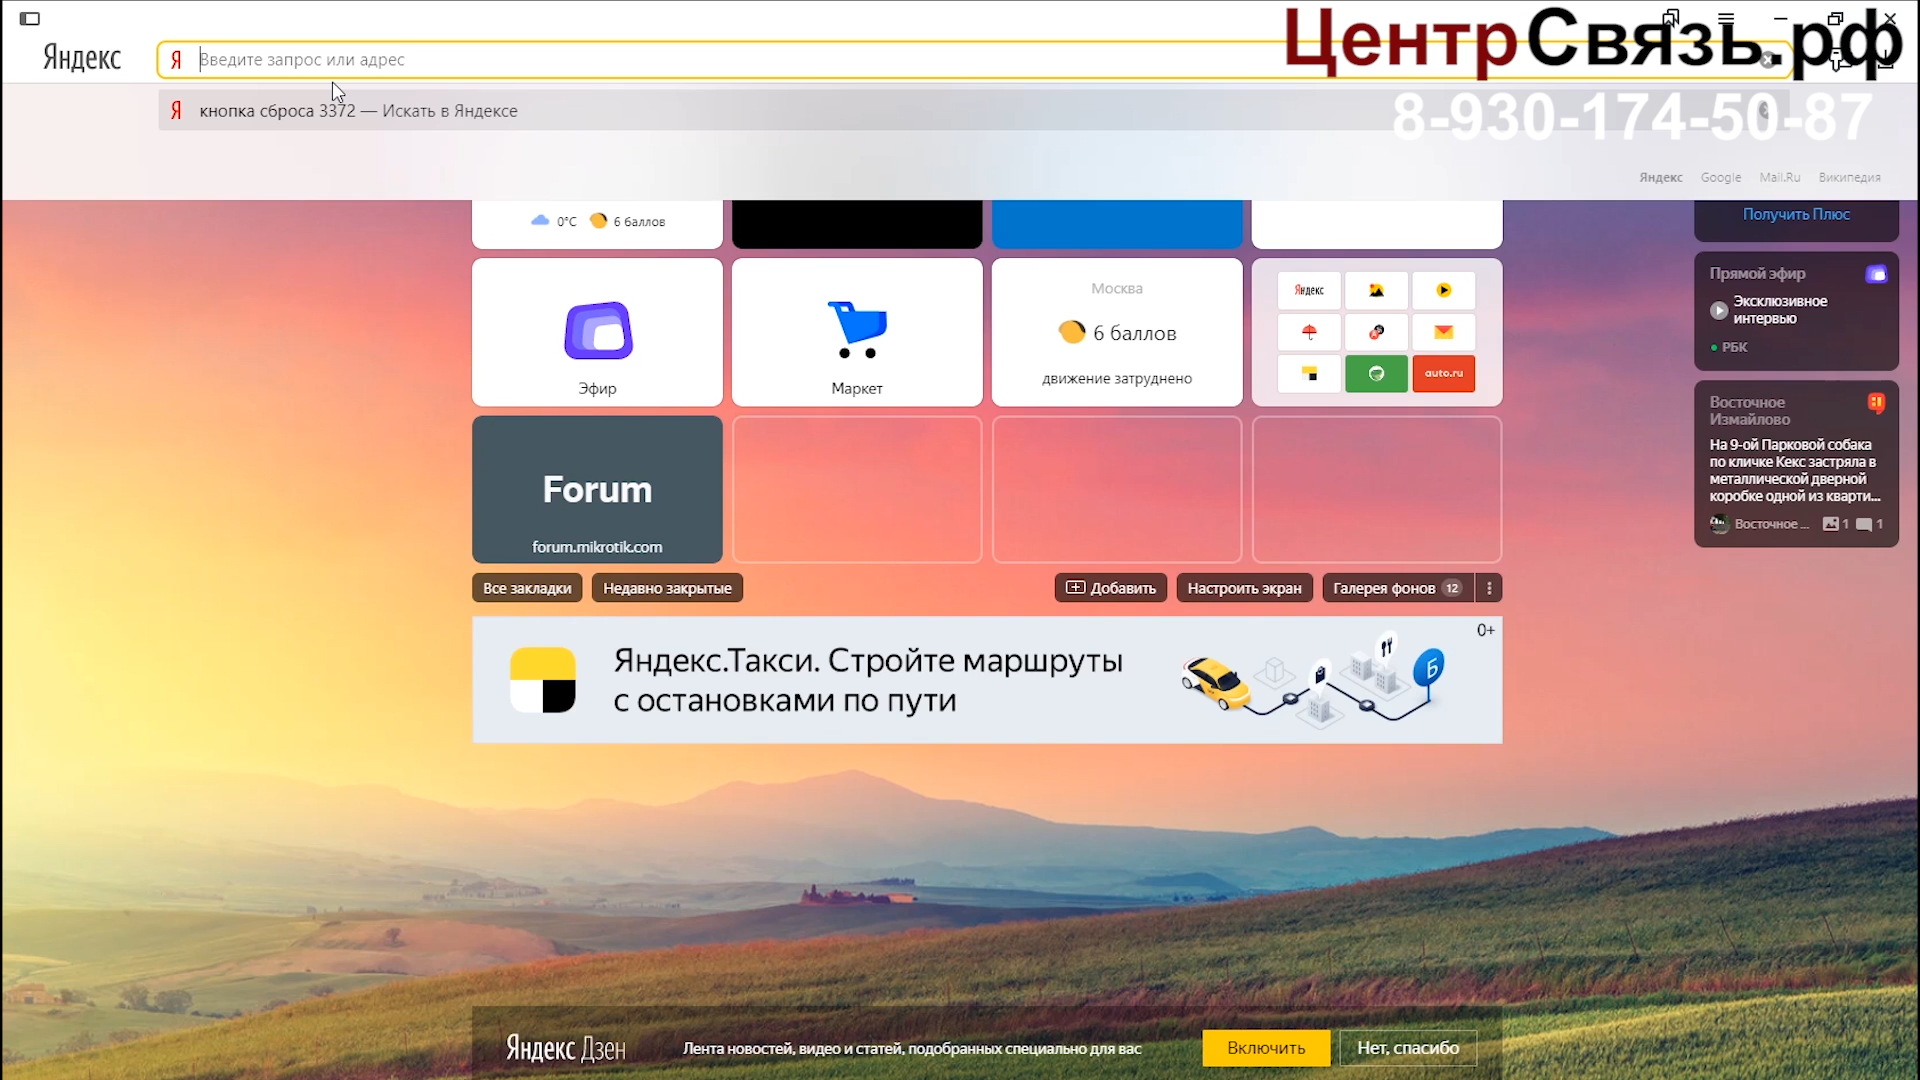 ЦентрСвязь.рф
8-930-174-50-87
Яндекс
Я Введите запрос или адрес
Я кнопка сброса 3372 — Искать в Яндексе
Яндекс Google Mail.Ru Википедия
0°C 6 баллов
Получить Плюс
Эфир
Маркет
Москва
6 баллов
движение затруднено
Яндекс
auto.ru
Прямой эфир
Эксклюзивное
интервью
РБК
Восточное
Измайлово
На 9-ой Парковой собака
по кличке Кекс застряла в
металлической дверной
коробке одной из кварти...
Восточное ... 1 1
Forum
forum.mikrotik.com
Все закладки Недавно закрытые Добавить Настроить экран Галерея фонов 12
0+
Яндекс.Такси. Стройте маршруты
с остановками по пути
Б
Яндекс Дзен Лента новостей, видео и статей, подобранных специально для вас Включить Нет, спасибо